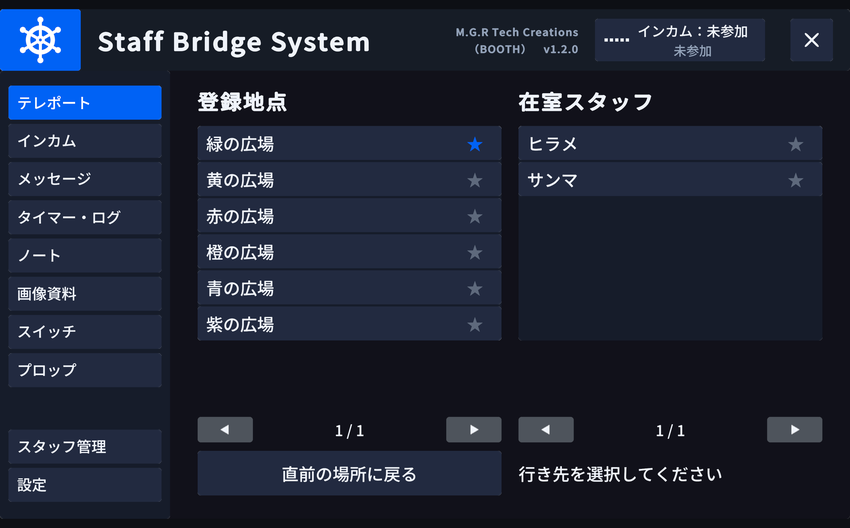 Staff Bridge System
M.G.R Tech Creations
（BOOTH） v1.2.0
インカム：未参加
未参加
テレポート
インカム
メッセージ
タイマー・ログ
ノート
画像資料
スイッチ
プロップ
スタッフ管理
設定
登録地点
緑の広場
黄の広場
赤の広場
橙の広場
青の広場
紫の広場
1 / 1
直前の場所に戻る
在室スタッフ
ヒラメ
サンマ
1 / 1
行き先を選択してください